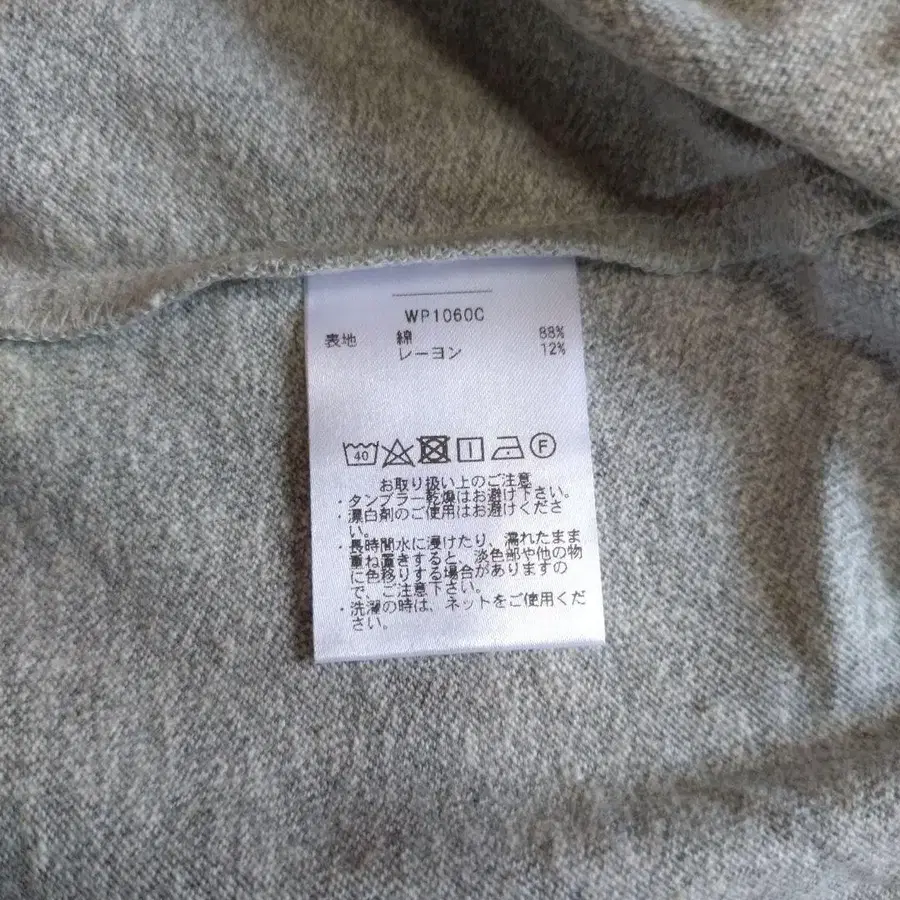 WP1060C
表地 綿 88%
レーヨン 12%
40 F
お取り扱い上のご注意
・タンブラー乾燥はお避け下さい。
・漂白剤のご使用はお避けくださ
い。
・長時間水に浸けたり、濡れたまま
重ね置きすると、淡色部や他の物
に色移りする場合がありますの
で、ご注意下さい。
・洗濯の時は、ネットをご使用くだ
さい。